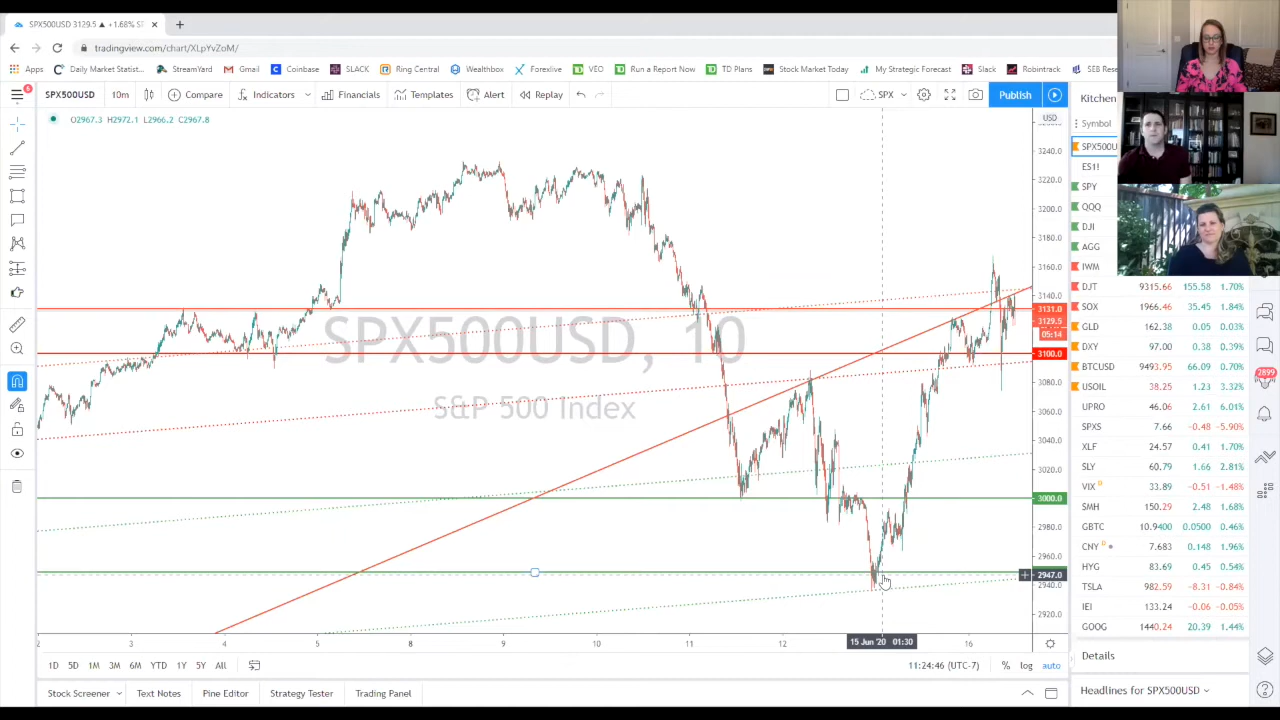 SPX500USD 3129.5 ▲ +1.68% SP
tradingview.com/chart/XLpYvZoM/
Apps Daily Market Statist... StreamYard Gmail Coinbase SLACK Ring Central Wealthbox Forexlive VEO Run a Report Now TD Plans Stock Market Today My Strategic Forecast Slack Robintrack SEB Rese
8 SPX500USD 10m Compare Indicators Financials Templates Alert Replay SPX Publish
O2967.3 H2972.1 L2966.2 C2967.8
USD
3240.0
3220.0
3200.0
3180.0
3160.0
3140.0
3131.0
3129.5
05:14
3100.0
3080.0
3060.0
3040.0
3020.0
3000.0
2980.0
2960.0
2947.0
2940.0
2920.0
SPX500USD, 10
S&P 500 Index
2 3 4 5 8 9 10 11 12 15 Jun '20 01:30 16
1D 5D 1M 3M 6M YTD 1Y 5Y All 11:24:46 (UTC-7) % log auto
Stock Screener Text Notes Pine Editor Strategy Tester Trading Panel
Kitchen
Symbol
SPX500U
ES1!
SPY
QQQ
DJI
AGG
IWM
DJT 9315.66 155.58 1.70%
SOX 1966.46 35.45 1.84%
GLD 162.38 0.05 0.03%
DXY 97.00 0.38 0.39%
BTCUSD 9493.95 66.09 0.70%
USOIL 38.25 1.23 3.32%
UPRO 46.06 2.61 6.01%
SPXS 7.66 -0.48 -5.90%
XLF 24.57 0.41 1.70%
SLY 60.79 1.66 2.81%
VIX D 33.89 -0.51 -1.48%
SMH 150.29 2.48 1.68%
GBTC 10.9400 0.0500 0.46%
CNY D 7.683 0.148 1.96%
HYG 83.69 0.45 0.54%
TSLA 982.59 -8.31 -0.84%
IEI 133.24 -0.06 -0.05%
GOOG 1440.24 20.39 1.44%
Details
Headlines for SPX500USD
2899